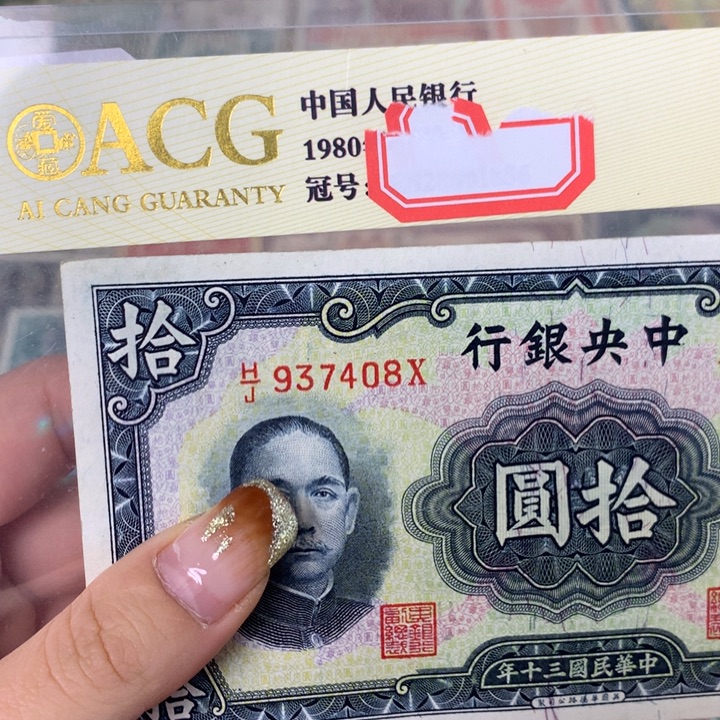 ACG
AI CANG GUARANTY
中国人民银行
1980
冠号:
拾
H/J 937408X
中央銀行
拾圓
中華民國三十年
拾